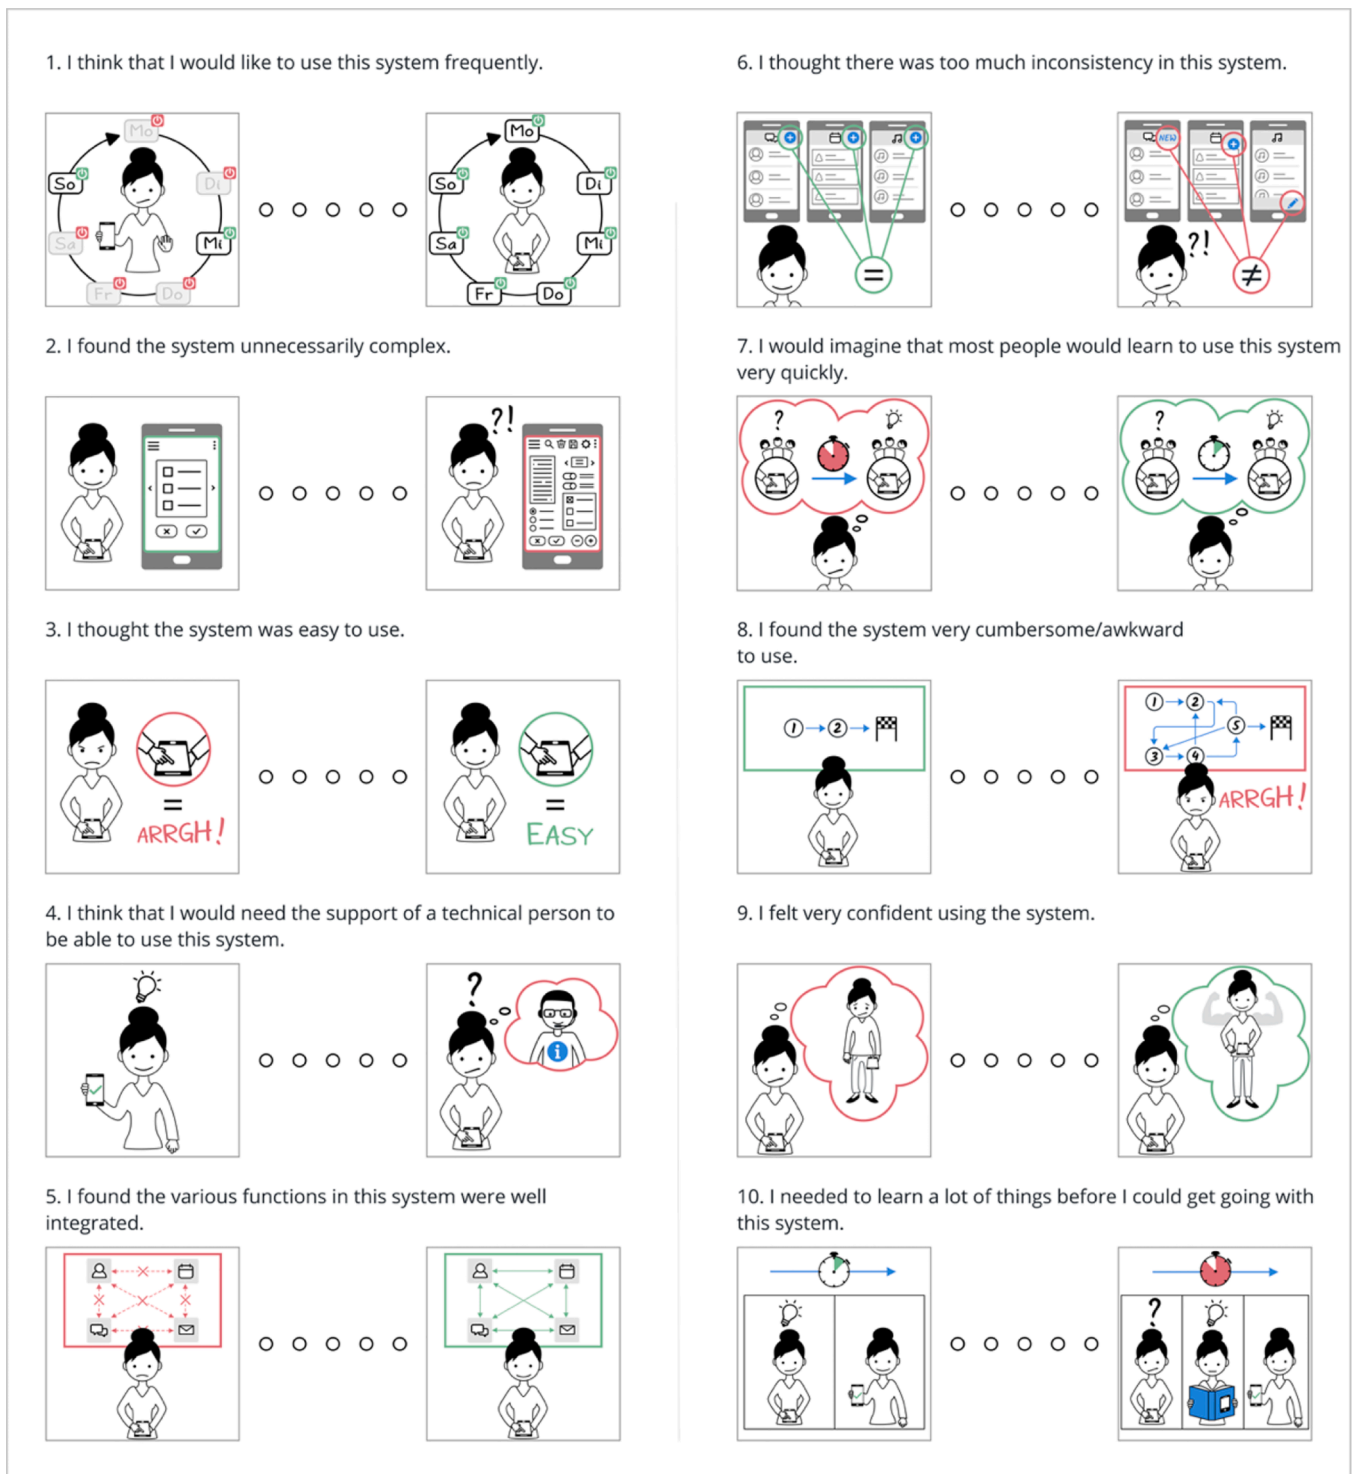 1. I think that I would like to use this system frequently.
Mo
So
Di
Sa
Mi
Fr
Do
Mo
So
Di
Sa
Mi
Fr
Do
2. I found the system unnecessarily complex.
?!
3. I thought the system was easy to use.
=
ARRGH!
=
EASY
4. I think that I would need the support of a technical person to
be able to use this system.
?
i
5. I found the various functions in this system were well
integrated.
6. I thought there was too much inconsistency in this system.
=
NEW
?!
≠
7. I would imagine that most people would learn to use this system
very quickly.
?
?
8. I found the system very cumbersome/awkward
to use.
1 2
1 2
5
3 4
ARRGH!
9. I felt very confident using the system.
10. I needed to learn a lot of things before I could get going with
this system.
?